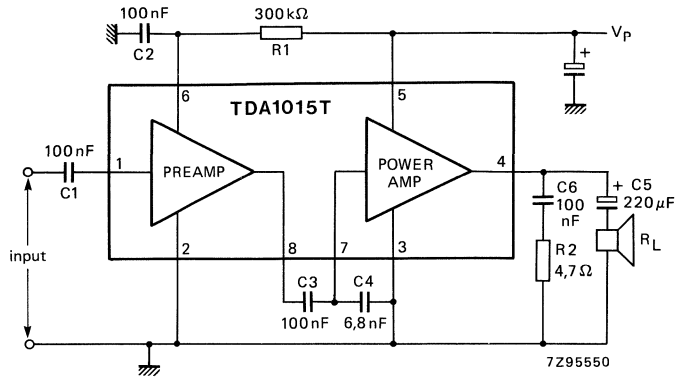 100 nF
C2
300 kΩ
R1
VP
+
6
5
TDA1015T
100 nF
C1
1
PREAMP
POWER
AMP
4
input
2
8
7
3
C3
100 nF
C4
6,8 nF
C6
100
nF
R2
4,7 Ω
+ C5
220 µF
RL
7Z95550